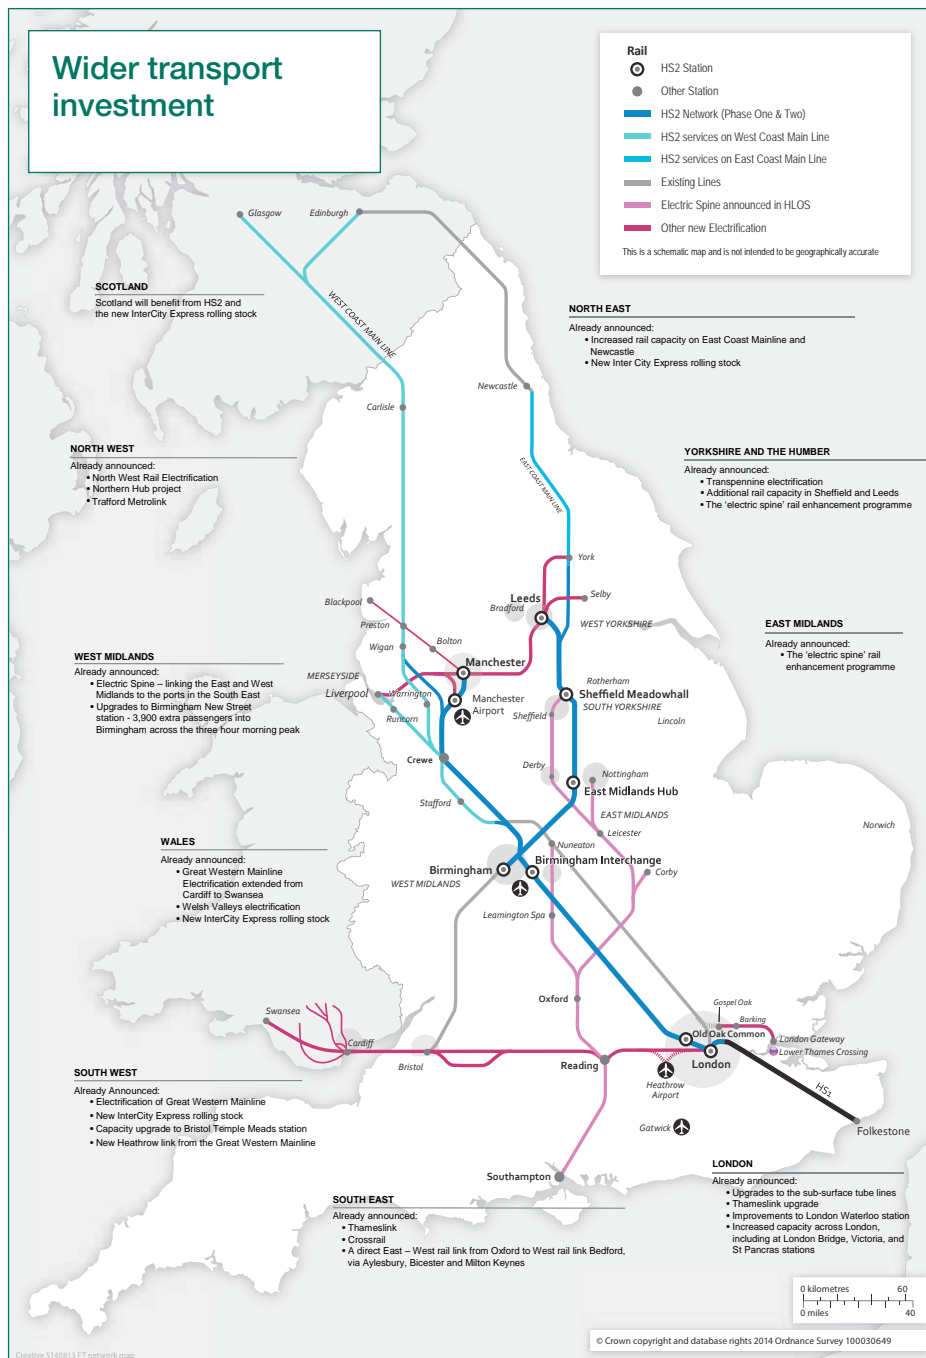 Wider transport
investment
Rail
HS2 Station
Other Station
HS2 Network (Phase One & Two)
HS2 services on West Coast Main Line
HS2 services on East Coast Main Line
Existing Lines
Electric Spine announced in HLOS
Other new Electrification
This is a schematic map and is not intended to be geographically accurate
Glasgow
Edinburgh
WEST COAST MAIN LINE
SCOTLAND
Scotland will benefit from HS2 and
the new InterCity Express rolling stock
NORTH EAST
Already announced:
• Increased rail capacity on East Coast Mainline and
Newcastle
• New Inter City Express rolling stock
Newcastle
Carlisle
EAST COAST MAIN LINE
NORTH WEST
Already announced:
• North West Rail Electrification
• Northern Hub project
• Trafford Metrolink
YORKSHIRE AND THE HUMBER
Already announced:
• Transpennine electrification
• Additional rail capacity in Sheffield and Leeds
• The ‘electric spine’ rail enhancement programme
York
Leeds
Bradford
Selby
WEST YORKSHIRE
Blackpool
Preston
Wigan
Bolton
Manchester
MERSEYSIDE
Liverpool
Warrington
Runcorn
Manchester
Airport
Rotherham
Sheffield Meadowhall
SOUTH YORKSHIRE
Sheffield
Lincoln
EAST MIDLANDS
Already announced:
• The ‘electric spine’ rail
enhancement programme
WEST MIDLANDS
Already announced:
• Electric Spine – linking the East and West
Midlands to the ports in the South East
• Upgrades to Birmingham New Street
station - 3,900 extra passengers into
Birmingham across the three hour morning peak
Crewe
Derby
Nottingham
East Midlands Hub
Stafford
EAST MIDLANDS
Leicester
Norwich
Nuneaton
Birmingham
Birmingham Interchange
WEST MIDLANDS
Corby
Leamington Spa
WALES
Already announced:
• Great Western Mainline
Electrification extended from
Cardiff to Swansea
• Welsh Valleys electrification
• New InterCity Express rolling stock
Oxford
Swansea
Cardiff
Bristol
Reading
Gospel Oak
Barking
Old Oak Common
London Gateway
Lower Thames Crossing
London
Heathrow
Airport
HS1
Gatwick
Folkestone
Southampton
SOUTH WEST
Already Announced:
• Electrification of Great Western Mainline
• New InterCity Express rolling stock
• Capacity upgrade to Bristol Temple Meads station
• New Heathrow link from the Great Western Mainline
SOUTH EAST
Already announced:
• Thameslink
• Crossrail
• A direct East – West rail link from Oxford to West rail link Bedford,
via Aylesbury, Bicester and Milton Keynes
LONDON
Already announced:
• Upgrades to the sub-surface tube lines
• Thameslink upgrade
• Improvements to London Waterloo station
• Increased capacity across London,
including at London Bridge, Victoria, and
St Pancras stations
0 kilometres 60
0 miles 40
© Crown copyright and database rights 2014 Ordnance Survey 100030649
Creative S140613 FT network map